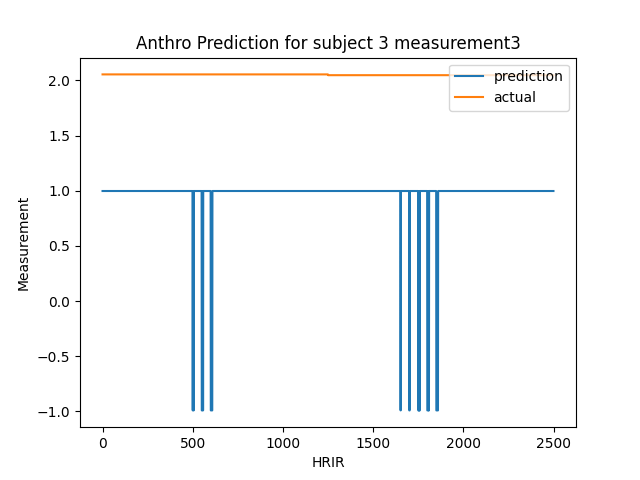 Anthro Prediction for subject 3 measurement3
prediction
actual
2.0
1.5
1.0
0.5
0.0
−0.5
−1.0
Measurement
0 500 1000 1500 2000 2500
HRIR